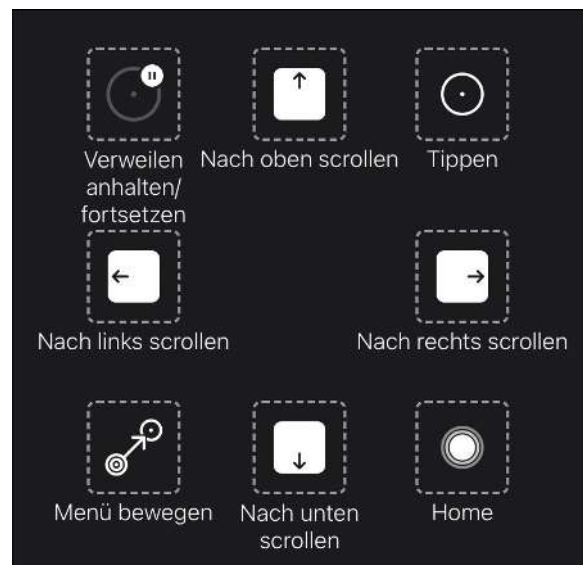 Verweilen
anhalten/
fortsetzen
Nach oben scrollen
Tippen
Nach links scrollen
Nach rechts scrollen
Menü bewegen
Nach unten
scrollen
Home